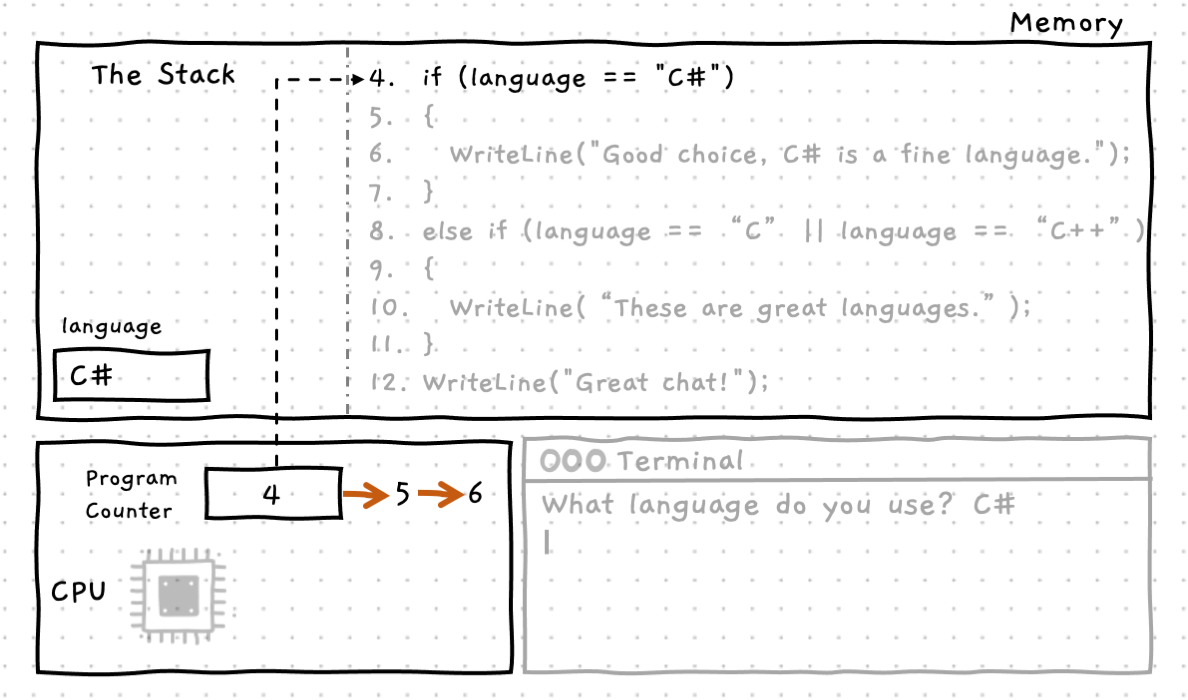 Memory
The Stack
4. if (language == "C#")
5. {
6. WriteLine("Good choice, C# is a fine language.");
7. }
8. else if (language == “C” || language == “C++” )
9. {
10. WriteLine( “These are great languages.” );
11. }
12. WriteLine("Great chat!");
language
C#
Program
Counter
4 5 6
CPU
Terminal
What language do you use? C#